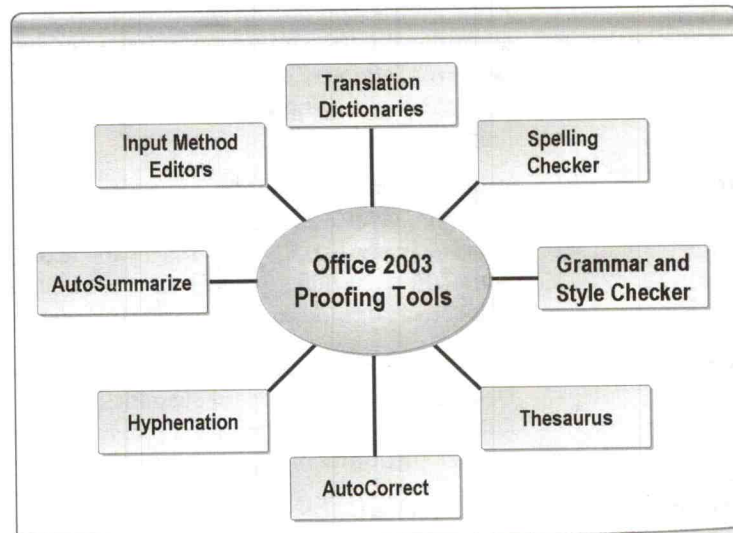 Translation
Dictionaries
Input Method
Editors
Spelling
Checker
Office 2003
Proofing Tools
AutoSummarize
Grammar and
Style Checker
Hyphenation
Thesaurus
AutoCorrect